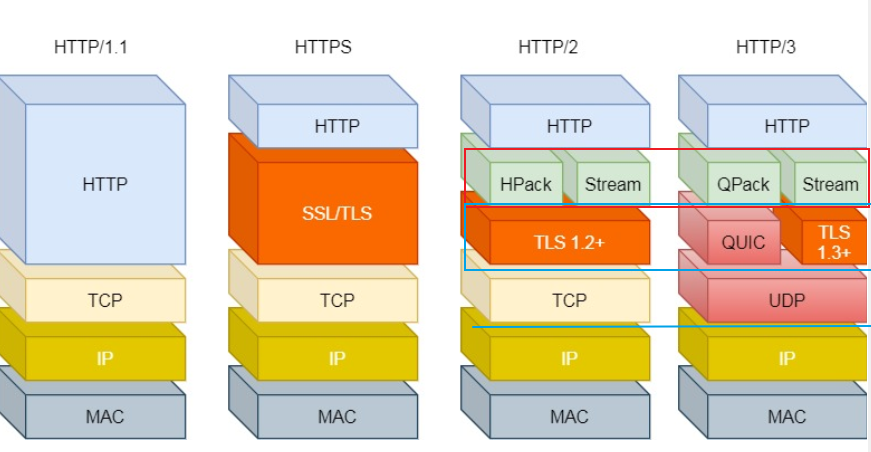 HTTP/1.1
HTTPS
HTTP/2
HTTP/3
HTTP
HTTP
HTTP
HPack
Stream
QPack
Stream
HTTP
SSL/TLS
TLS 1.2+
QUIC
TLS
1.3+
TCP
TCP
TCP
UDP
IP
IP
IP
IP
MAC
MAC
MAC
MAC